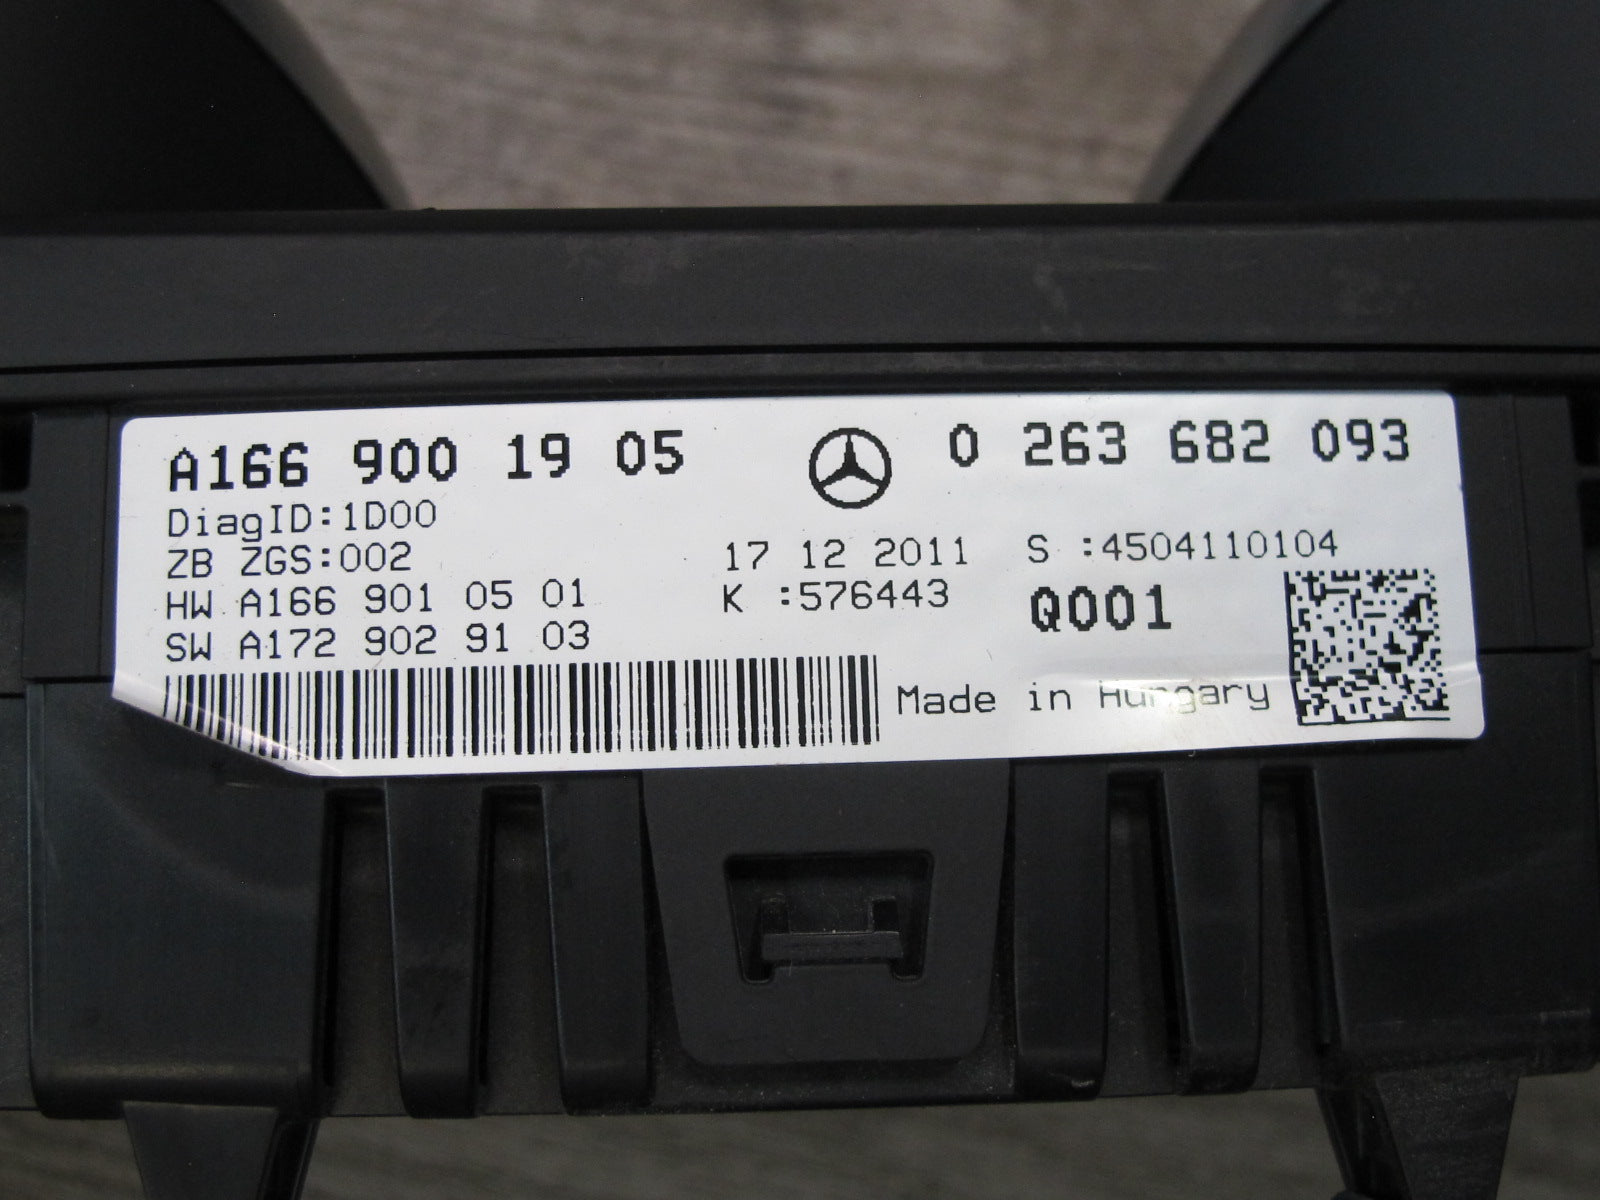 A166 900 19 05
0 263 682 093
DiagID:1D00
ZB ZGS:002
17 12 2011
S :4504110104
HW A166 901 05 01
K :576443
Q001
SW A172 902 91 03
Made in Hungary